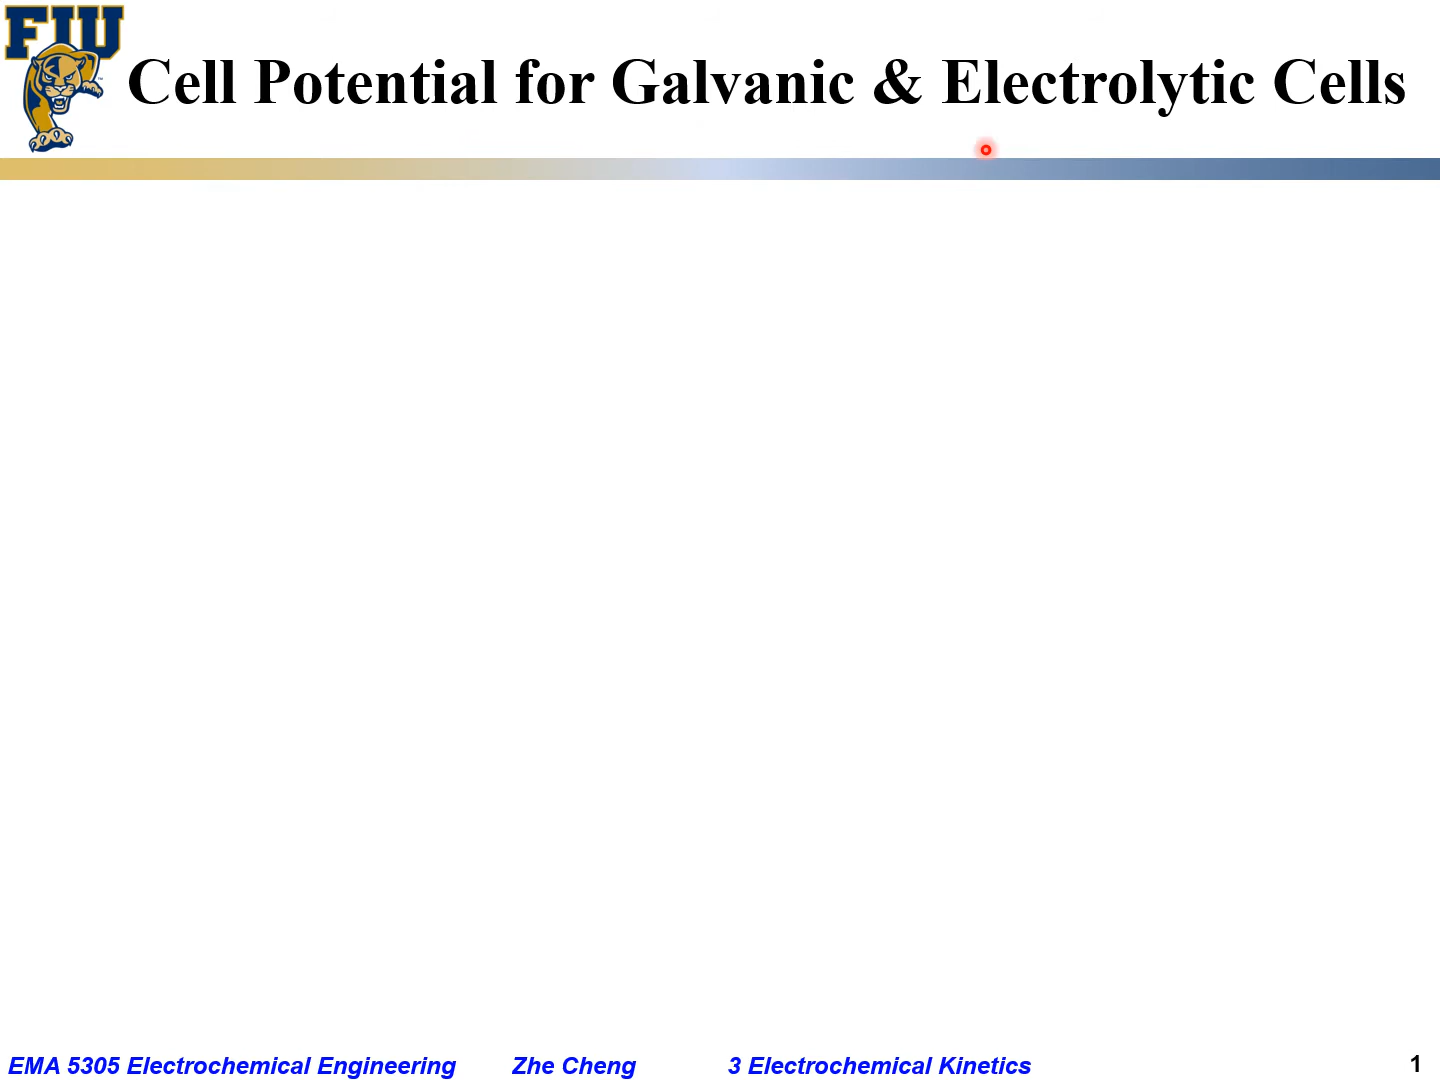 FIU
Cell Potential for Galvanic & Electrolytic Cells
EMA 5305 Electrochemical Engineering Zhe Cheng 3 Electrochemical Kinetics 1